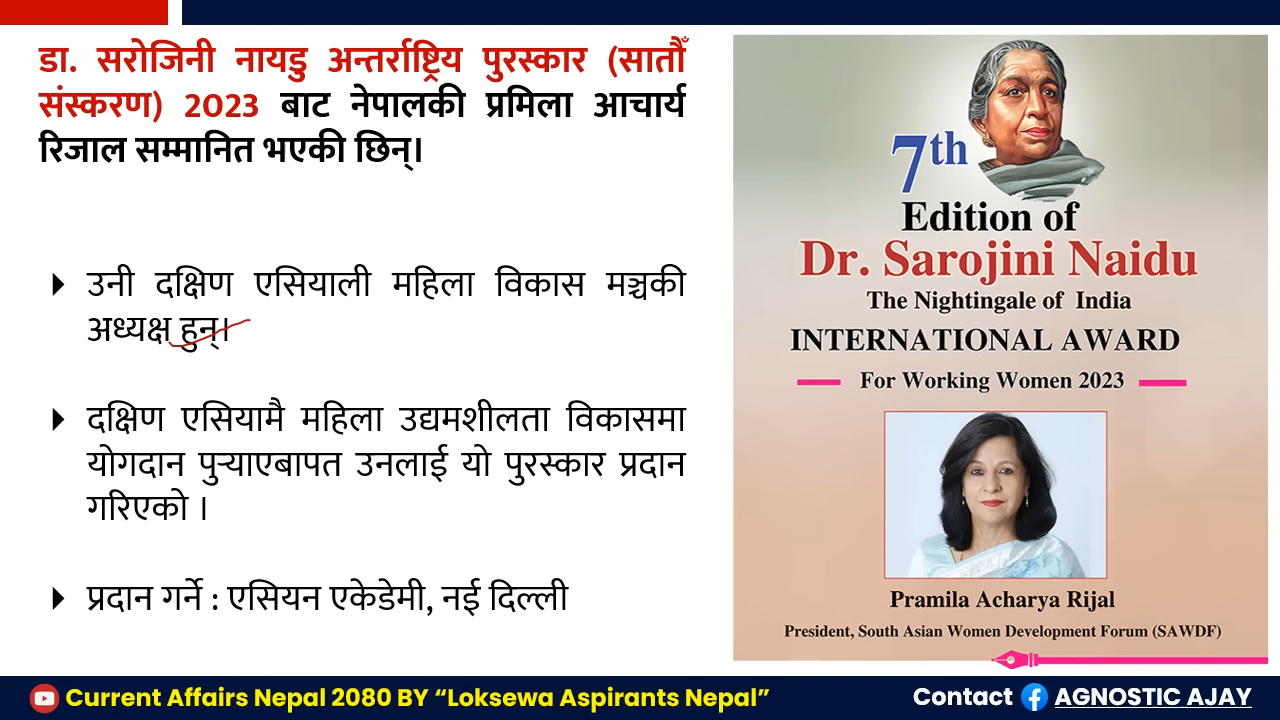 डा. सरोजिनी नायडु अन्तर्राष्ट्रिय पुरस्कार (सातौँ
संस्करण) 2023 बाट नेपालकी प्रमिला आचार्य
रिजाल सम्मानित भएकी छिन्।
उनी दक्षिण एसियाली महिला विकास मञ्चकी
अध्यक्ष हुन्।
दक्षिण एसियामै महिला उद्यमशीलता विकासमा
योगदान पुर्‍याएबापत उनलाई यो पुरस्कार प्रदान
गरिएको ।
प्रदान गर्ने : एसियन एकेडेमी, नई दिल्ली
7th
Edition of
Dr. Sarojini Naidu
The Nightingale of India
INTERNATIONAL AWARD
For Working Women 2023
Pramila Acharya Rijal
President, South Asian Women Development Forum (SAWDF)
Current Affairs Nepal 2080 BY “Loksewa Aspirants Nepal”
Contact AGNOSTIC AJAY